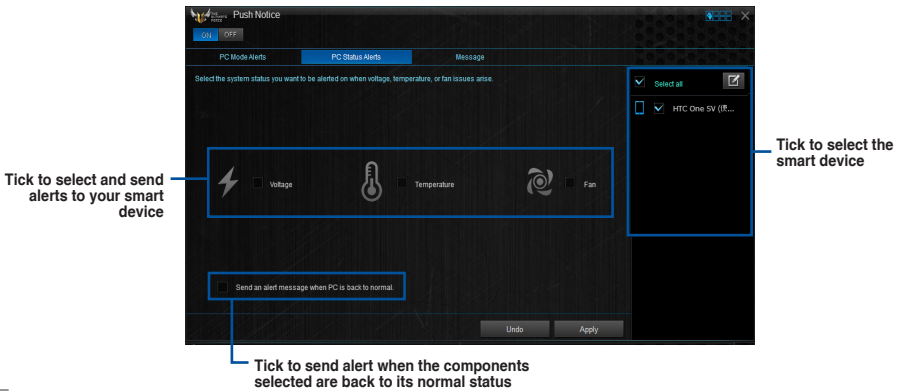 THE ULTIMATE FORCE Push Notice
ON OFF
PC Mode Alerts PC Status Alerts Message
Select the system status you want to be alerted on when voltage, temperature, or fan issues arise.
Select all
HTC One SV (使...
Tick to select the
smart device
Tick to select and send
alerts to your smart
device
Voltage Temperature Fan
Send an alert message when PC is back to normal.
Undo Apply
Tick to send alert when the components
selected are back to its normal status